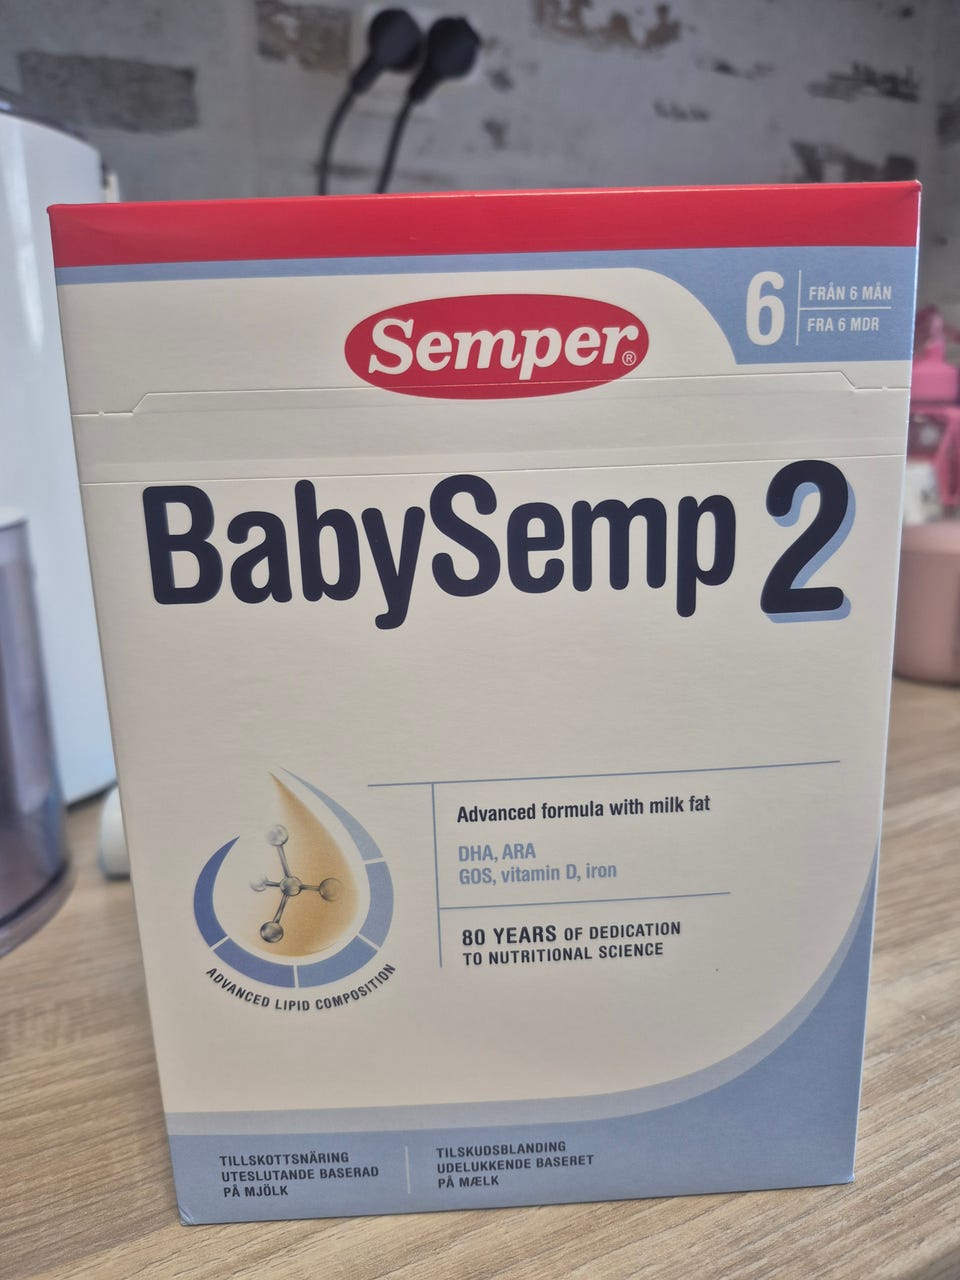 Semper®
6
FRÅN 6 MÅN
FRA 6 MDR
BabySemp 2
Advanced formula with milk fat
DHA, ARA
GOS, vitamin D, iron
80 YEARS OF DEDICATION
TO NUTRITIONAL SCIENCE
ADVANCED LIPID COMPOSITION
TILLSKOTTSNÄRING
UTESLUTANDE BASERAD
PÅ MJÖLK
TILSKUDSBLANDING
UDELUKKENDE BASERET
PÅ MÆLK